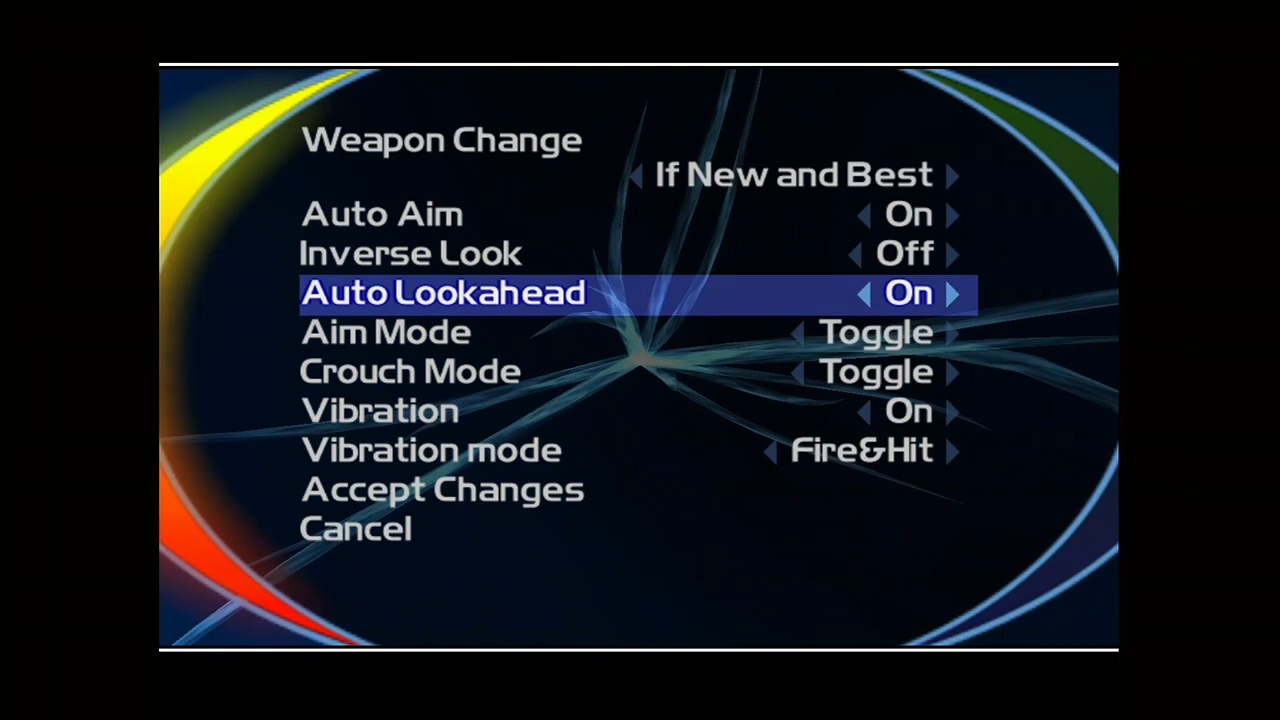 Weapon Change
If New and Best
Auto Aim On
Inverse Look Off
Auto Lookahead On
Aim Mode Toggle
Crouch Mode Toggle
Vibration On
Vibration mode Fire&Hit
Accept Changes
Cancel